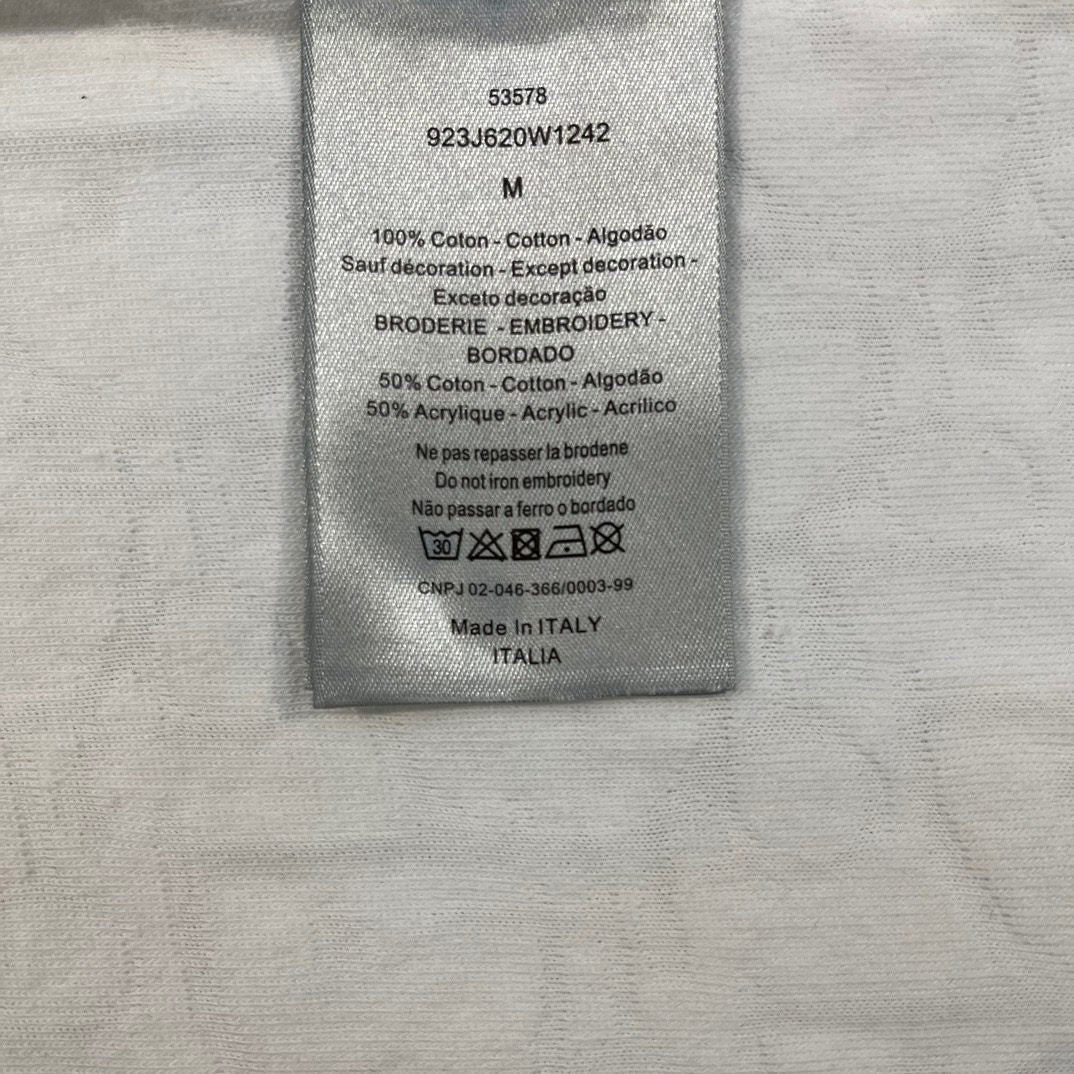 53578
923J620W1242
M
100% Coton - Cotton - Algodão
Sauf décoration - Except decoration -
Exceto decoração
BRODERIE - EMBROIDERY -
BORDADO
50% Coton - Cotton - Algodão
50% Acrylique - Acrylic - Acrilico
Ne pas repasser la brodene
Do not iron embroidery
Não passar a ferro o bordado
30
CNPJ 02-046-366/0003-99
Made In ITALY
ITALIA